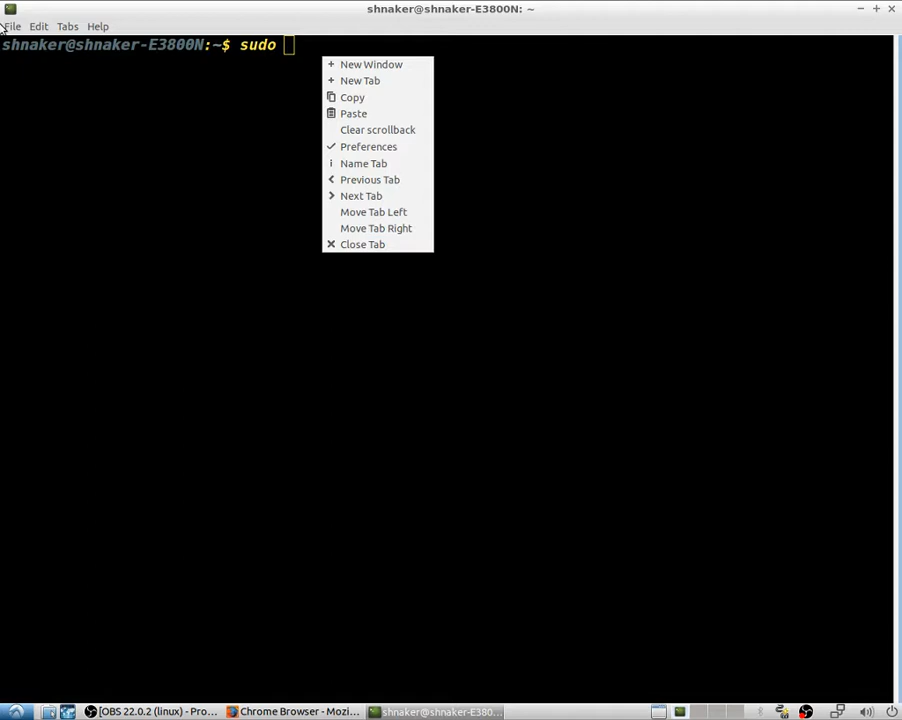 shnaker@shnaker-E3800N: ~
File Edit Tabs Help
shnaker@shnaker-E3800N:~$ sudo
New Window
New Tab
Copy
Paste
Clear scrollback
Preferences
Name Tab
Previous Tab
Next Tab
Move Tab Left
Move Tab Right
Close Tab
[OBS 22.0.2 (linux) - Pro... Chrome Browser - Mozi... shnaker@shnaker-E380...